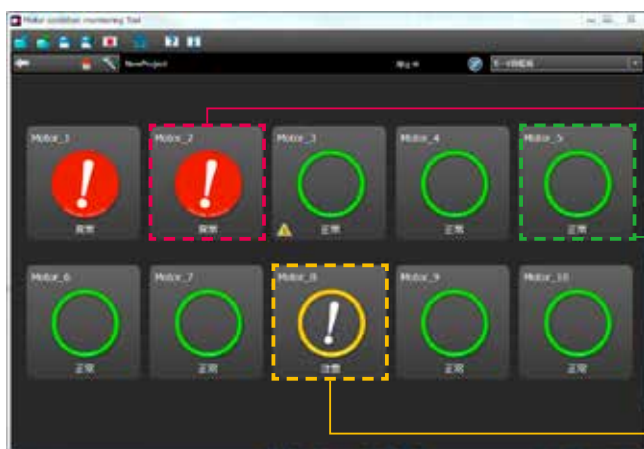 Motor condition monitoring Tool
NewProject
Motor_1
異常
Motor_2
異常
Motor_3
正常
Motor_4
正常
Motor_5
正常
Motor_6
正常
Motor_7
正常
Motor_8
注意
Motor_9
正常
Motor_10
正常